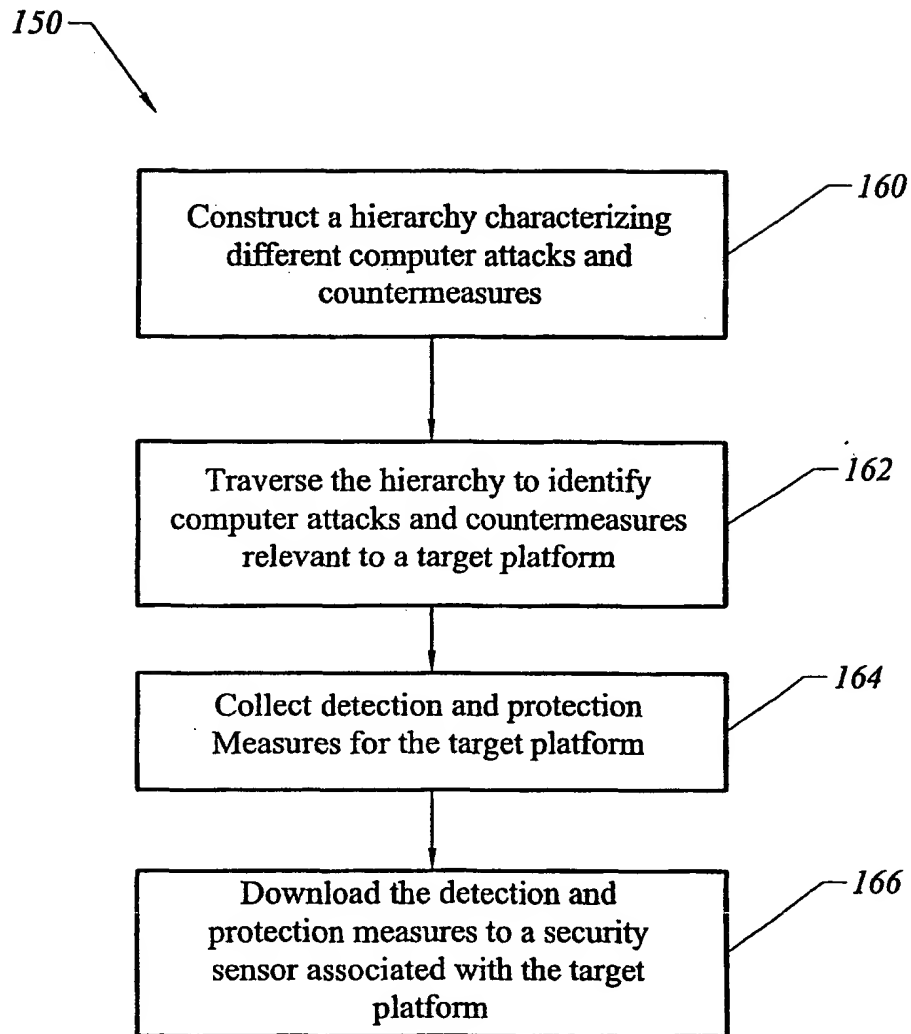 150
160
Construct a hierarchy characterizing
different computer attacks and
countermeasures
162
Traverse the hierarchy to identify
computer attacks and countermeasures
relevant to a target platform
164
Collect detection and protection
Measures for the target platform
166
Download the detection and
protection measures to a security
sensor associated with the target
platform